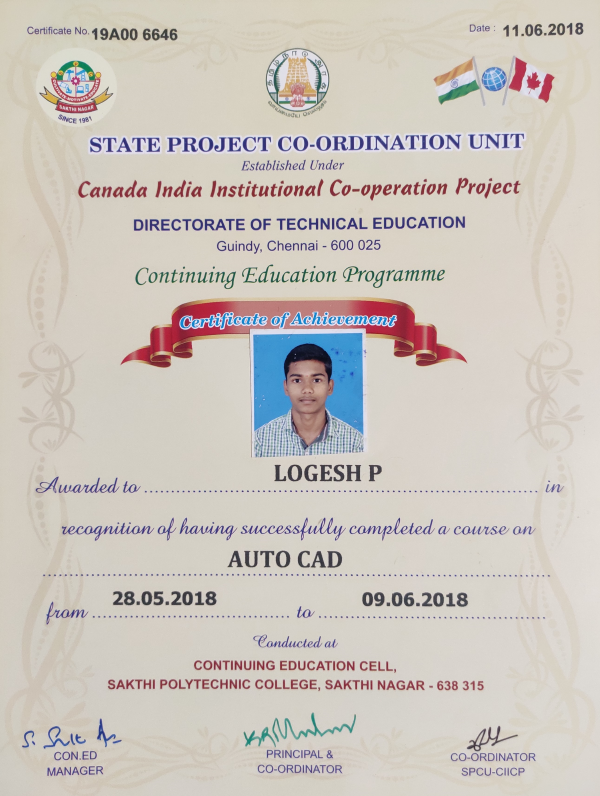 Certificate No. 19A00 6646
Date : 11.06.2018
SAKTHI NAGAR
SINCE 1981
STATE PROJECT CO-ORDINATION UNIT
Established Under
Canada India Institutional Co-operation Project
DIRECTORATE OF TECHNICAL EDUCATION
Guindy, Chennai - 600 025
Continuing Education Programme
Certificate of Achievement
LOGESH P
Awarded to in
recognition of having successfully completed a course on
AUTO CAD
from 28.05.2018 to 09.06.2018
Conducted at
CONTINUING EDUCATION CELL,
SAKTHI POLYTECHNIC COLLEGE, SAKTHI NAGAR - 638 315
CON.ED
MANAGER
PRINCIPAL &
CO-ORDINATOR
CO-ORDINATOR
SPCU-CIICP